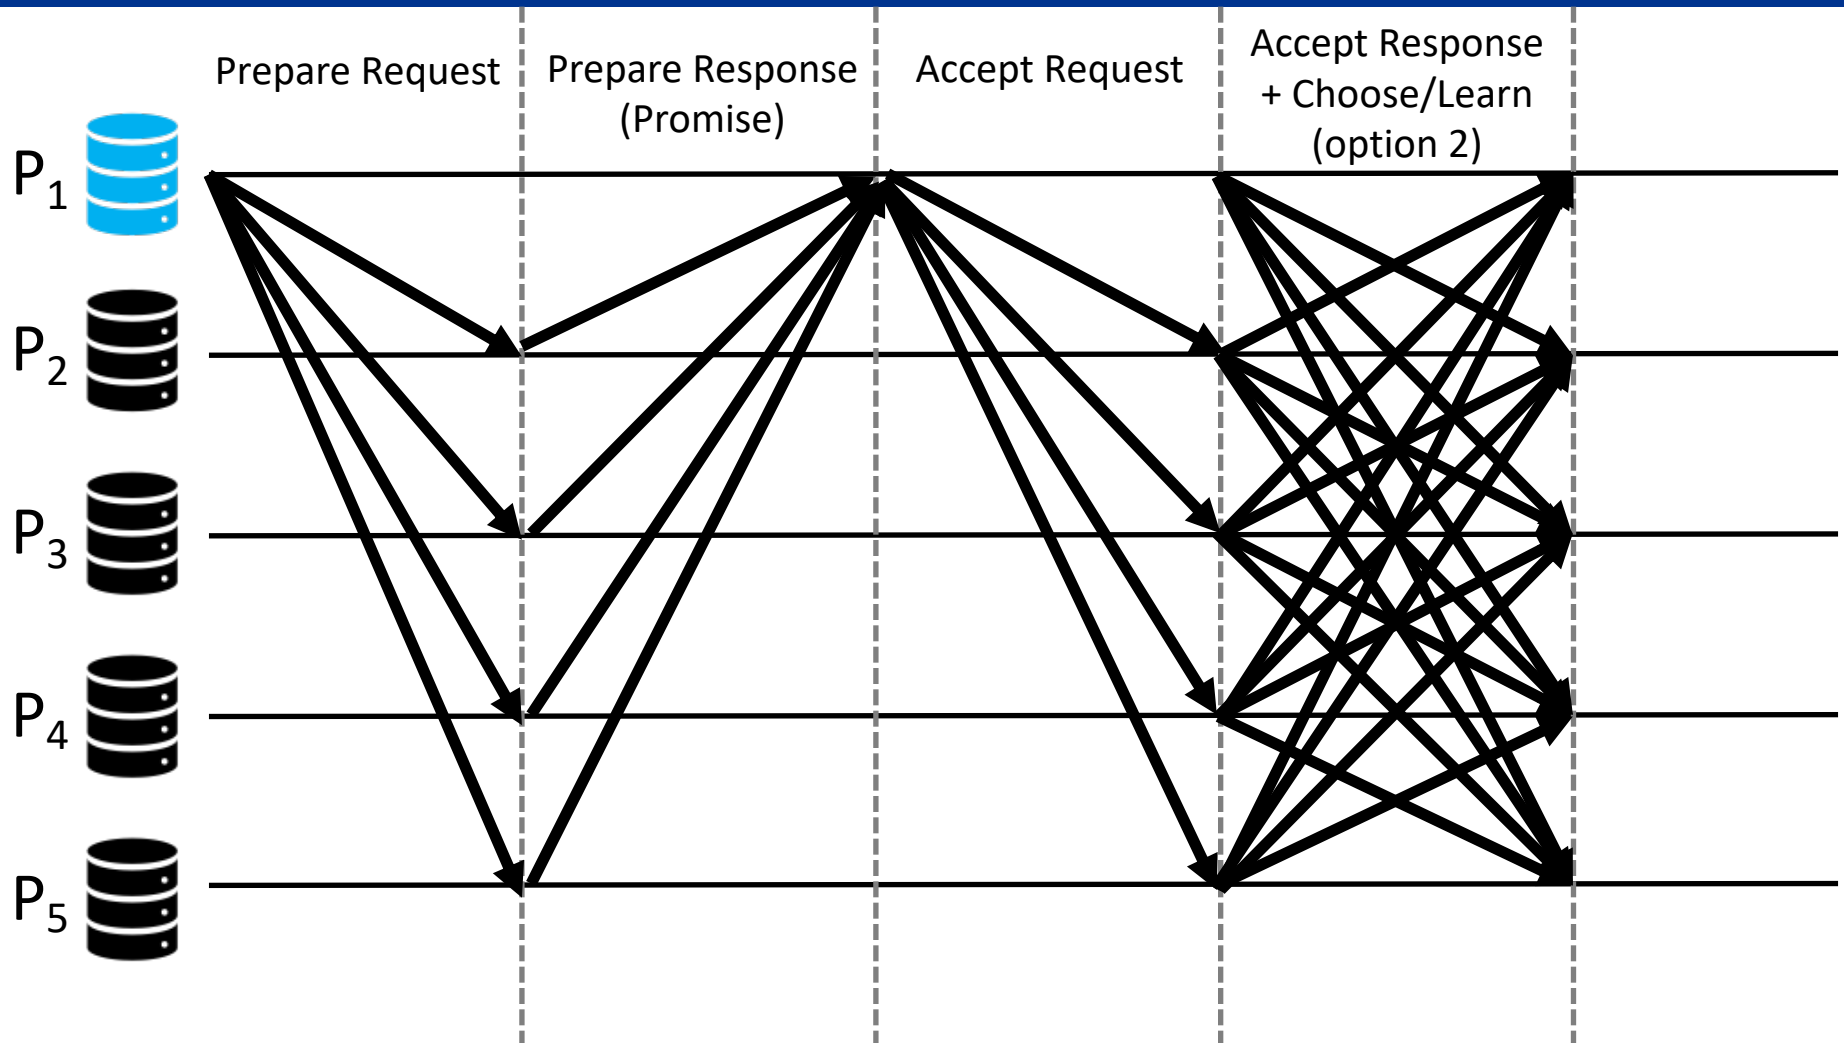 Prepare Request
Prepare Response
(Promise)
Accept Request
Accept Response
+ Choose/Learn
(option 2)
P1
P2
P3
P4
P5